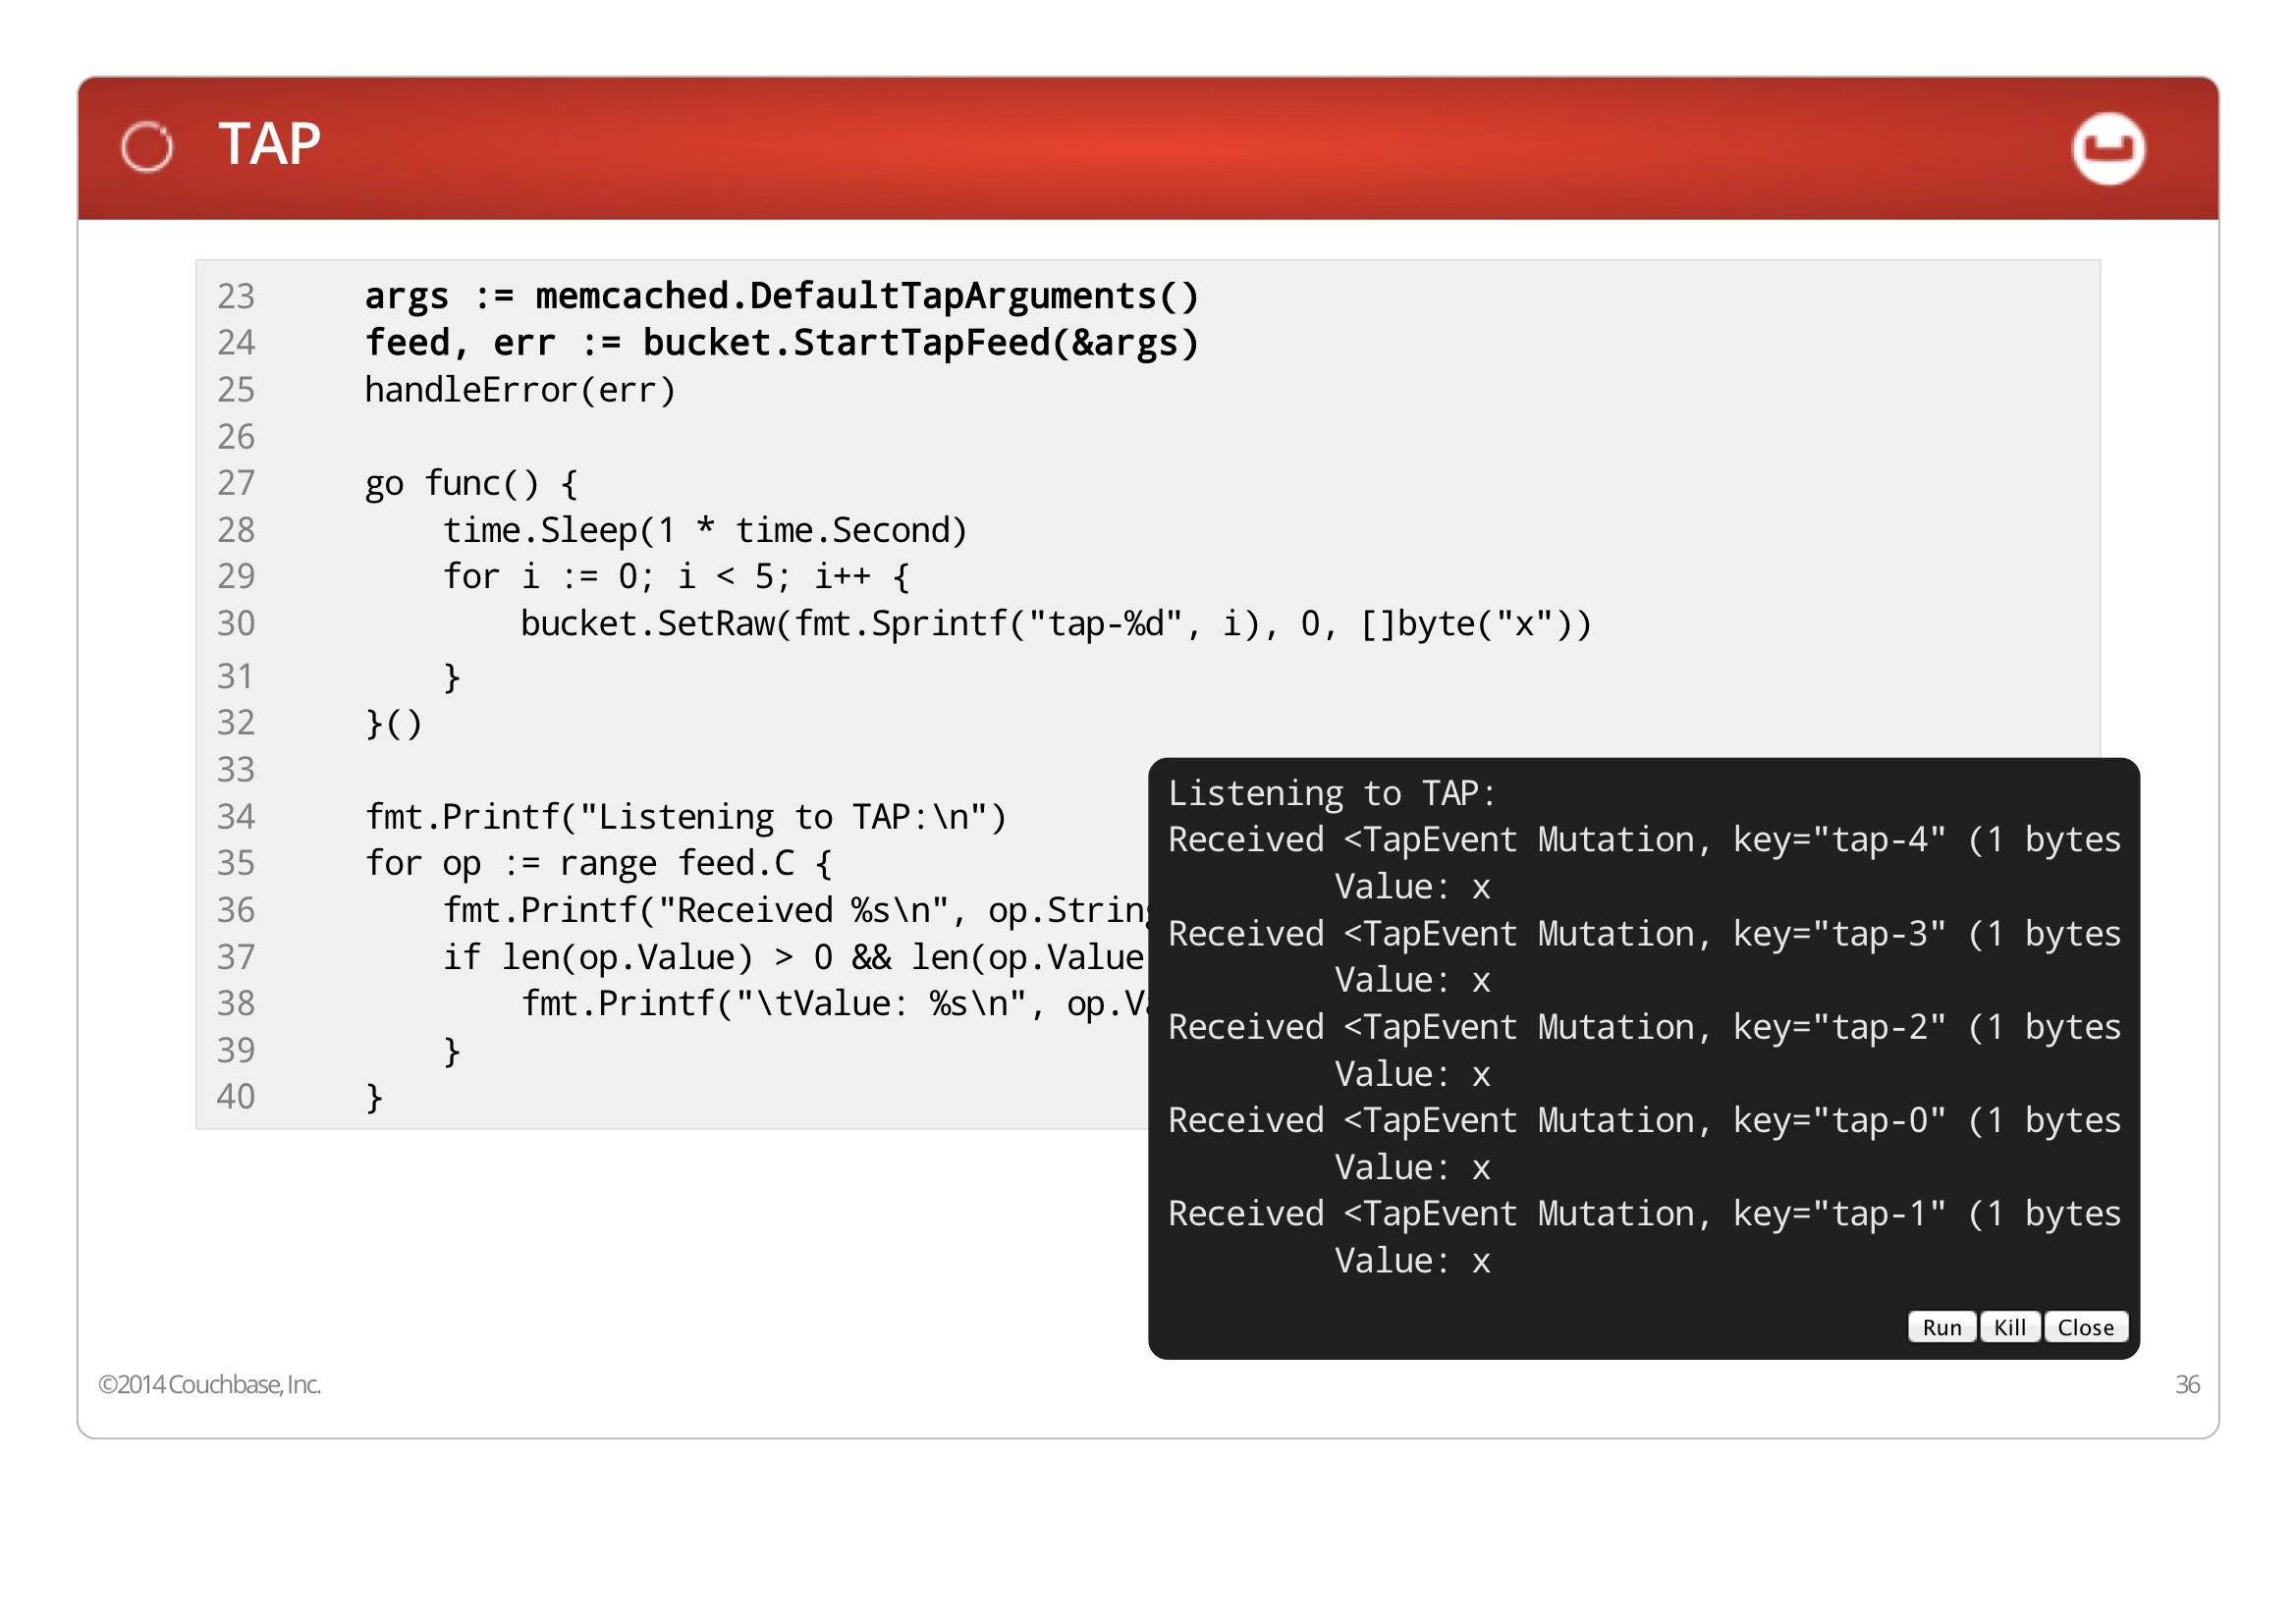 TAP
23 args := memcached.DefaultTapArguments()
24 feed, err := bucket.StartTapFeed(&args)
25 handleError(err)
26
27 go func() {
28 time.Sleep(1 * time.Second)
29 for i := 0; i < 5; i++ {
30 bucket.SetRaw(fmt.Sprintf("tap-%d", i), 0, []byte("x"))
31 }
32 }()
33
34 fmt.Printf("Listening to TAP:\n")
35 for op := range feed.C {
36 fmt.Printf("Received %s\n", op.String
37 if len(op.Value) > 0 && len(op.Value
38 fmt.Printf("\tValue: %s\n", op.Va
39 }
40 }
Listening to TAP:
Received <TapEvent Mutation, key="tap-4" (1 bytes
Value: x
Received <TapEvent Mutation, key="tap-3" (1 bytes
Value: x
Received <TapEvent Mutation, key="tap-2" (1 bytes
Value: x
Received <TapEvent Mutation, key="tap-0" (1 bytes
Value: x
Received <TapEvent Mutation, key="tap-1" (1 bytes
Value: x
Run Kill Close
©2014 Couchbase, Inc.
36